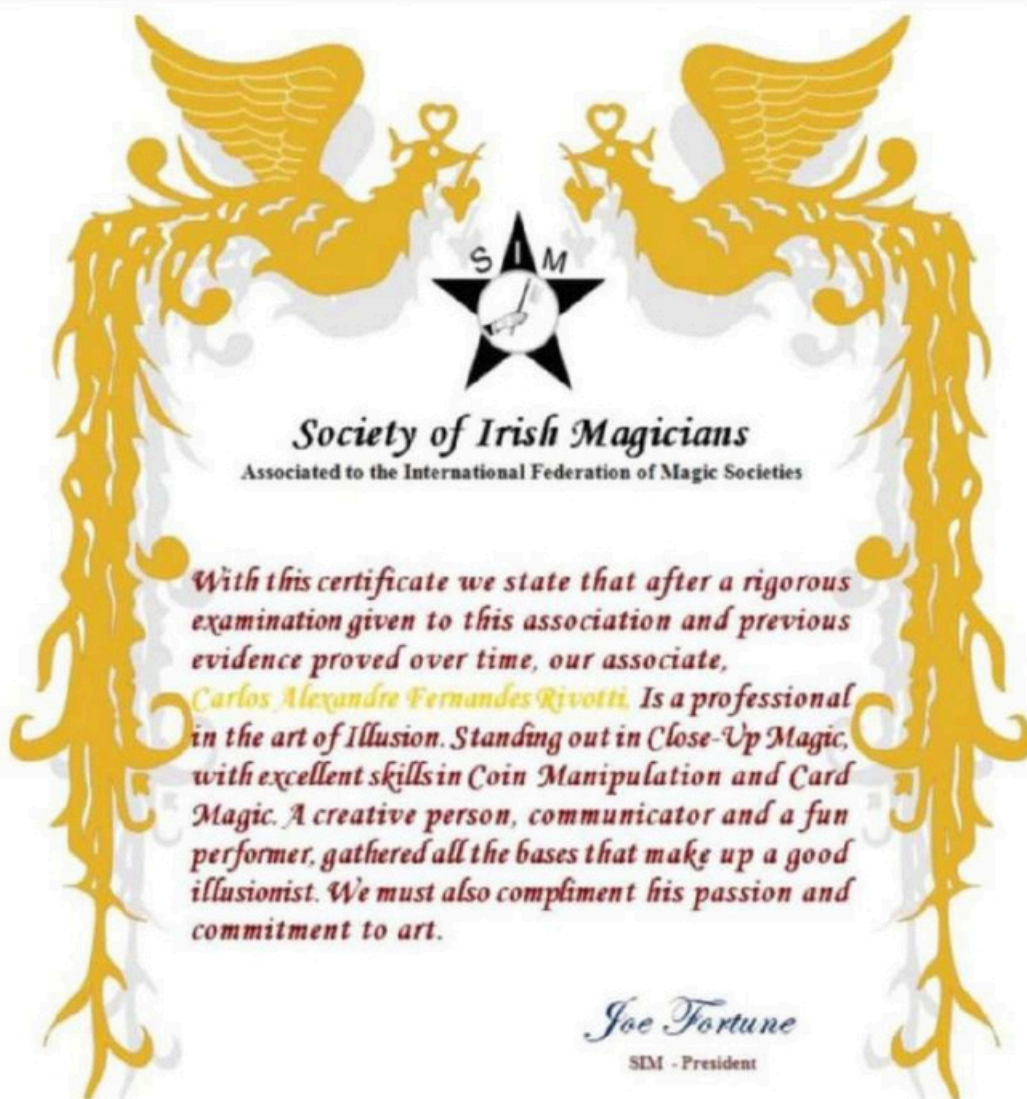 S I M
Society of Irish Magicians
Associated to the International Federation of Magic Societies
With this certificate we state that after a rigorous
examination given to this association and previous
evidence proved over time, our associate,
Carlos Alexandre Fernandes Rivotti. Is a professional
in the art of Illusion. Standing out in Close-Up Magic,
with excellent skills in Coin Manipulation and Card
Magic. A creative person, communicator and a fun
performer, gathered all the bases that make up a good
illusionist. We must also compliment his passion and
commitment to art.
Joe Fortune
SIM - President